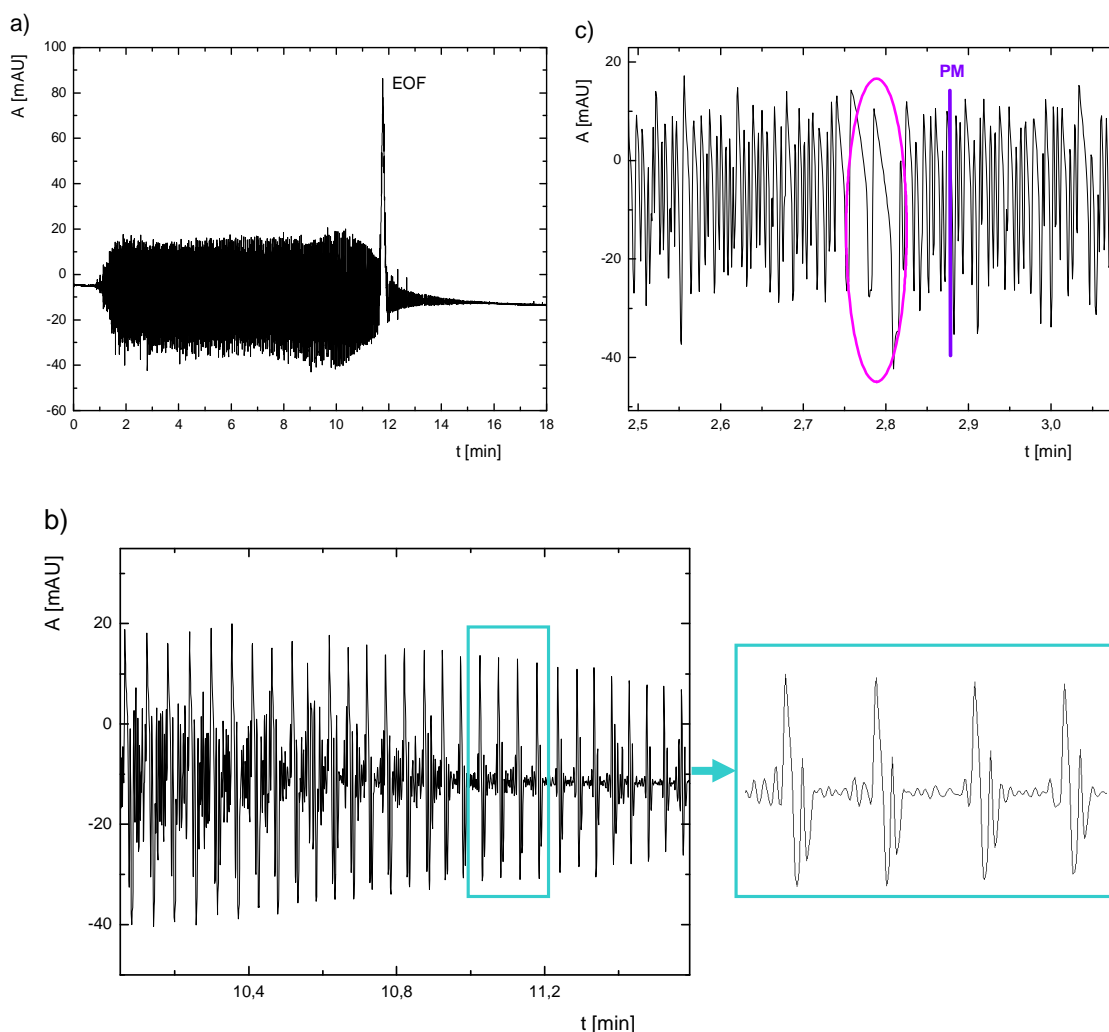 a)
A [mAU]
100
80
60
40
20
0
-20
-40
-60
EOF
0 2 4 6 8 10 12 14 16 18
t [min]
c)
A [mAU]
20
0
-20
-40
PM
2,5 2,6 2,7 2,8 2,9 3,0
t [min]
b)
A [mAU]
20
0
-20
-40
10,4 10,8 11,2
t [min]